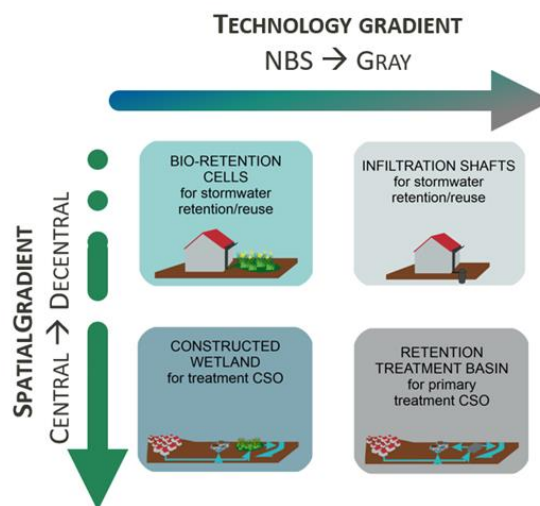 TECHNOLOGY GRADIENT
NBS → GRAY
SPATIALGRADIENT
CENTRAL → DECENTRAL
BIO-RETENTION
CELLS
for stormwater
retention/reuse
INFILTRATION SHAFTS
for stormwater
retention/reuse
CONSTRUCTED
WETLAND
for treatment CSO
RETENTION
TREATMENT BASIN
for primary
treatment CSO